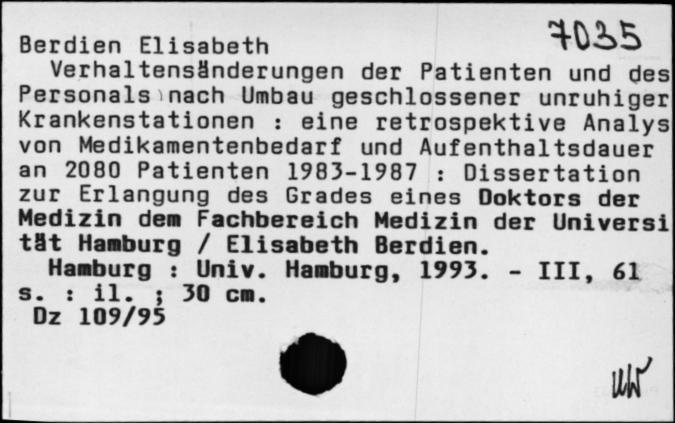 7035
Berdien Elisabeth
Verhaltensänderungen der Patienten und des
Personals nach Umbau geschlossener unruhiger
Krankenstationen : eine retrospektive Analys
von Medikamentenbedarf und Aufenthaltsdauer
an 2080 Patienten 1983-1987 : Dissertation
zur Erlangung des Grades eines Doktors der
Medizin dem Fachbereich Medizin der Universi
tät Hamburg / Elisabeth Berdien.
Hamburg : Univ. Hamburg, 1993. - III, 61
s. : il. ; 30 cm.
Dz 109/95